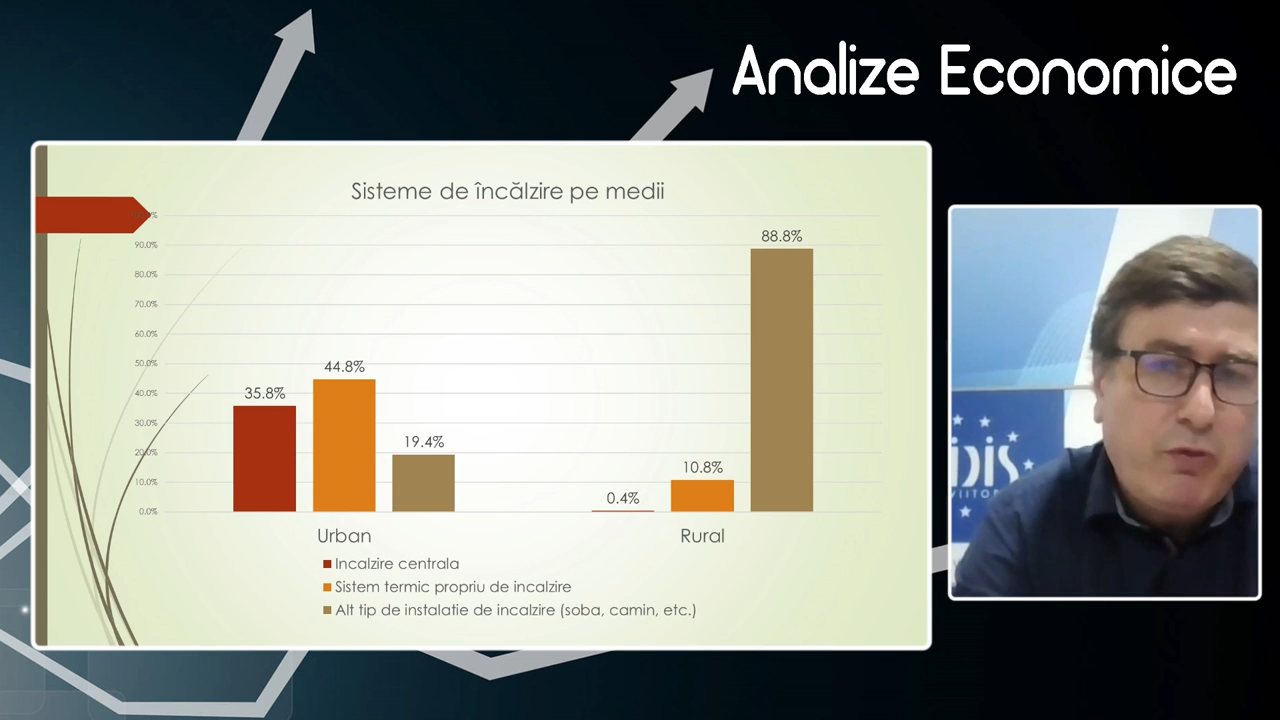 Analize Economice
Sisteme de încălzire pe medii
90.0%
80.0%
70.0%
60.0%
50.0%
40.0%
30.0%
20.0%
10.0%
0.0%
35.8%
44.8%
19.4%
0.4%
10.8%
88.8%
Urban
Rural
Incalzire centrala
Sistem termic propriu de incalzire
Alt tip de instalatie de incalzire (soba, camin, etc.)